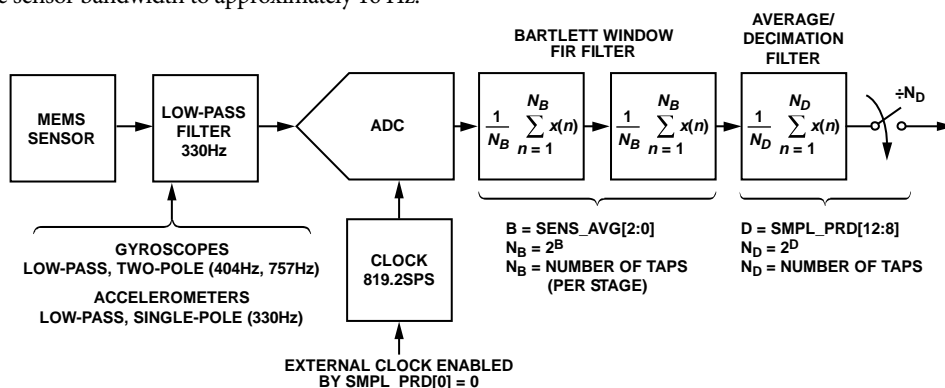 e sensor bandwidth to approximately 16 Hz.
BARTLETT WINDOW
FIR FILTER
AVERAGE/
DECIMATION
FILTER
MEMS
SENSOR
LOW-PASS
FILTER
330Hz
ADC
1/N_B ∑ x(n) n = 1 N_B
1/N_B ∑ x(n) n = 1 N_B
1/N_D ∑ x(n) n = 1 N_D
÷N_D
GYROSCOPES
LOW-PASS, TWO-POLE (404Hz, 757Hz)
ACCELEROMETERS
LOW-PASS, SINGLE-POLE (330Hz)
CLOCK
819.2SPS
B = SENS_AVG[2:0]
N_B = 2^B
N_B = NUMBER OF TAPS
(PER STAGE)
D = SMPL_PRD[12:8]
N_D = 2^D
N_D = NUMBER OF TAPS
EXTERNAL CLOCK ENABLED
BY SMPL_PRD[0] = 0